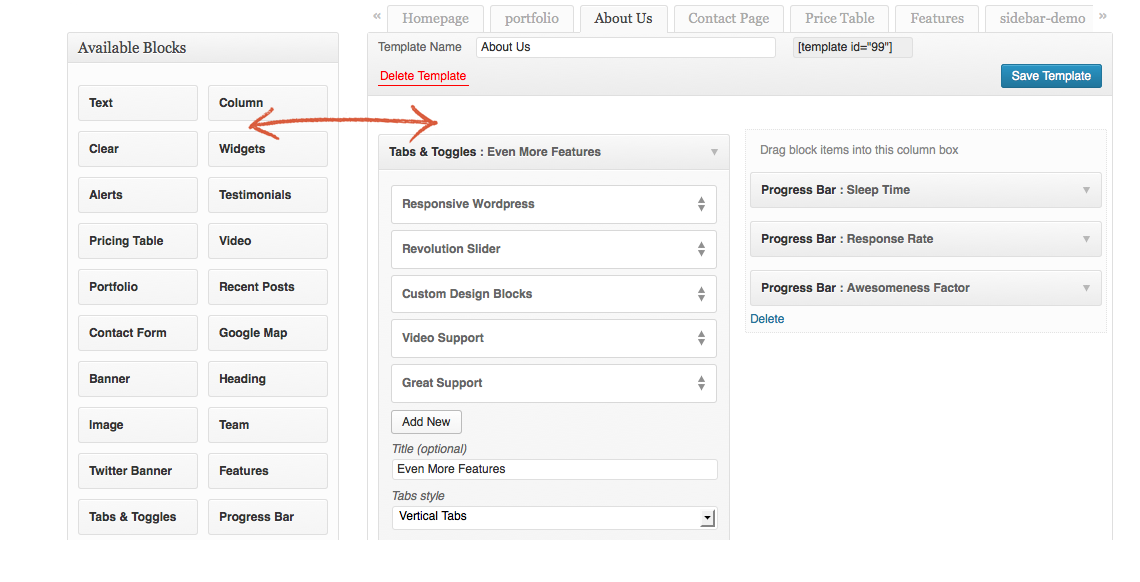 « Homepage portfolio About Us Contact Page Price Table Features sidebar-demo »
Available Blocks
Text Column
Clear Widgets
Alerts Testimonials
Pricing Table Video
Portfolio Recent Posts
Contact Form Google Map
Banner Heading
Image Team
Twitter Banner Features
Tabs & Toggles Progress Bar
Template Name About Us [template id="99"]
Delete Template Save Template
Tabs & Toggles : Even More Features
Responsive Wordpress
Revolution Slider
Custom Design Blocks
Video Support
Great Support
Add New
Title (optional)
Even More Features
Tabs style
Vertical Tabs
Drag block items into this column box
Progress Bar : Sleep Time
Progress Bar : Response Rate
Progress Bar : Awesomeness Factor
Delete